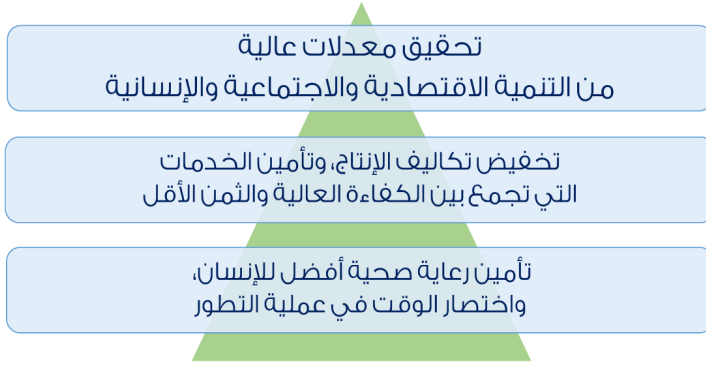 تحقيق معدلات عالية
من التنمية الاقتصادية والاجتماعية والإنسانية
تخفيض تكاليف الإنتاج، وتأمين الخدمات
التي تجمع بين الكفاءة العالية والثمن الأقل
تأمين رعاية صحية أفضل للإنسان،
واختصار الوقت في عملية التطور